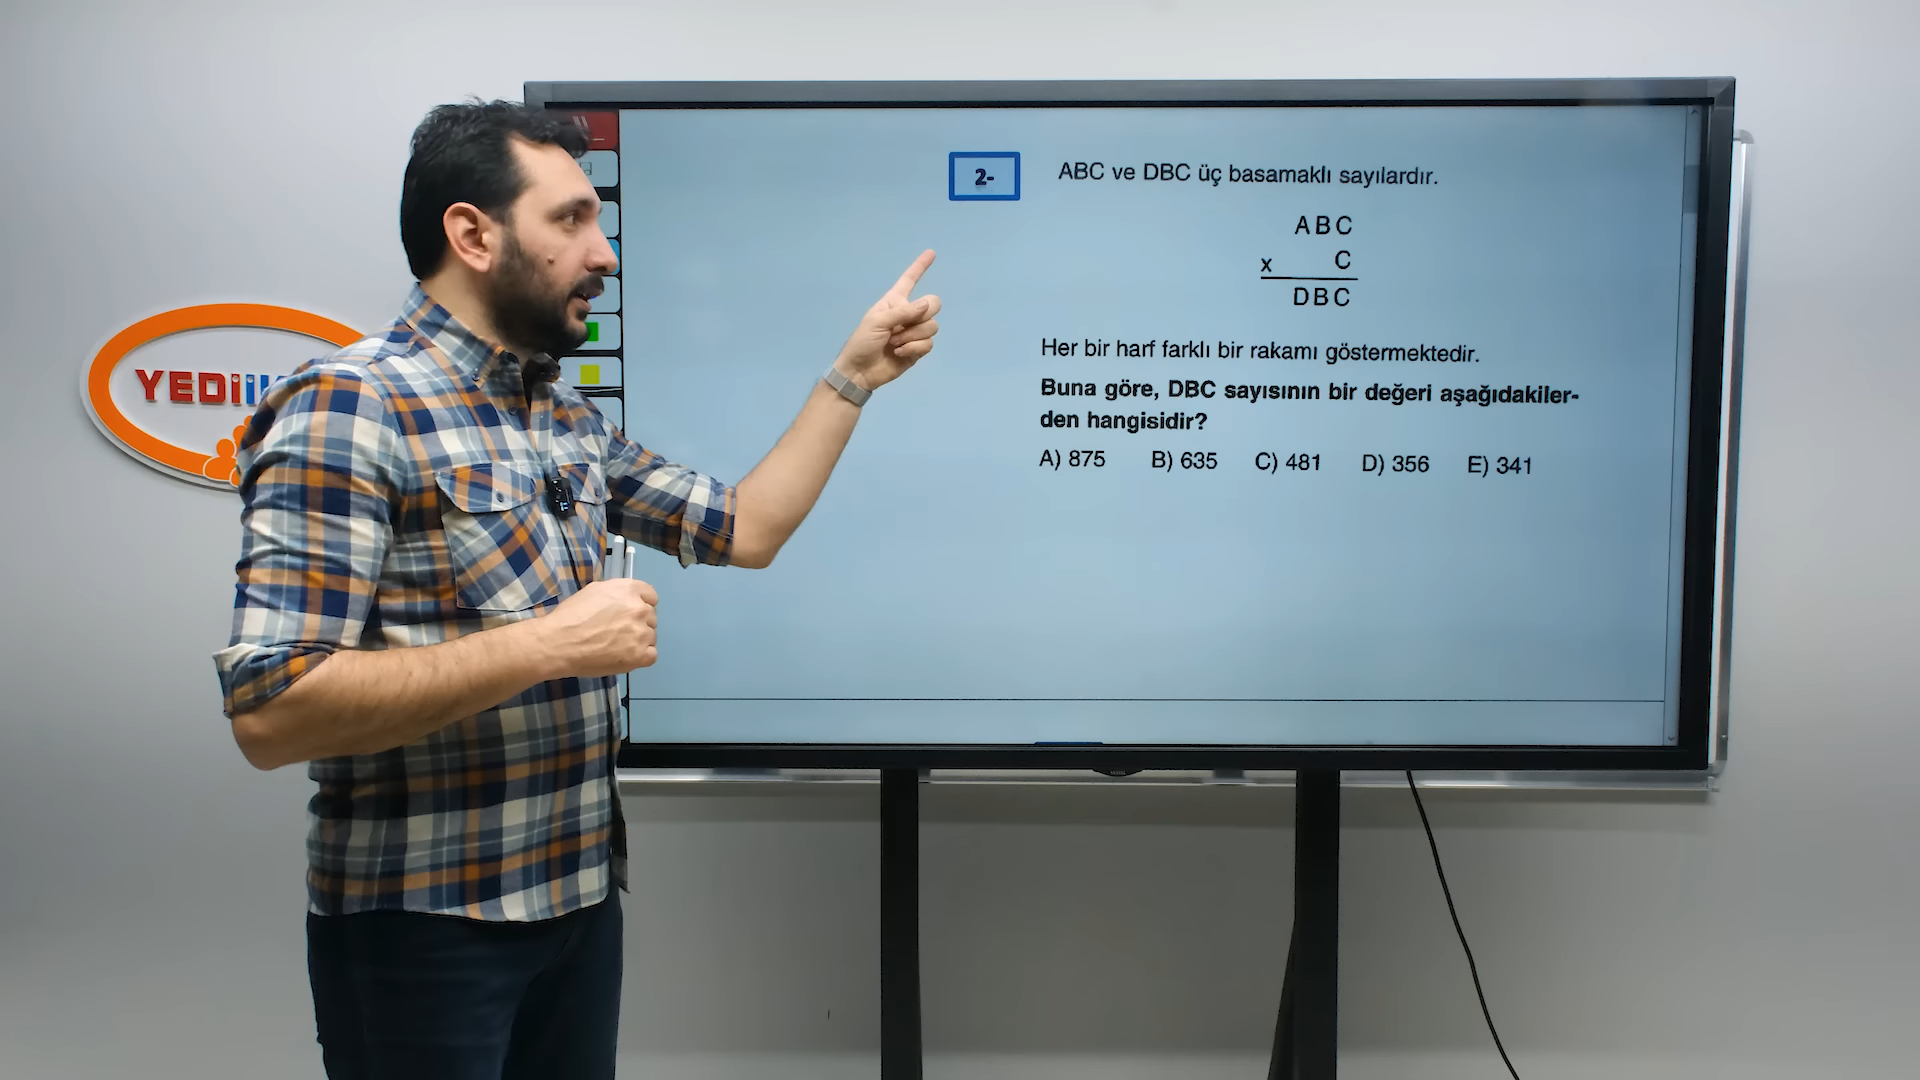 YEDi
2-
ABC ve DBC üç basamaklı sayılardır.
ABC
x C
DBC
Her bir harf farklı bir rakamı göstermektedir.
Buna göre, DBC sayısının bir değeri aşağıdakiler-
den hangisidir?
A) 875 B) 635 C) 481 D) 356 E) 341